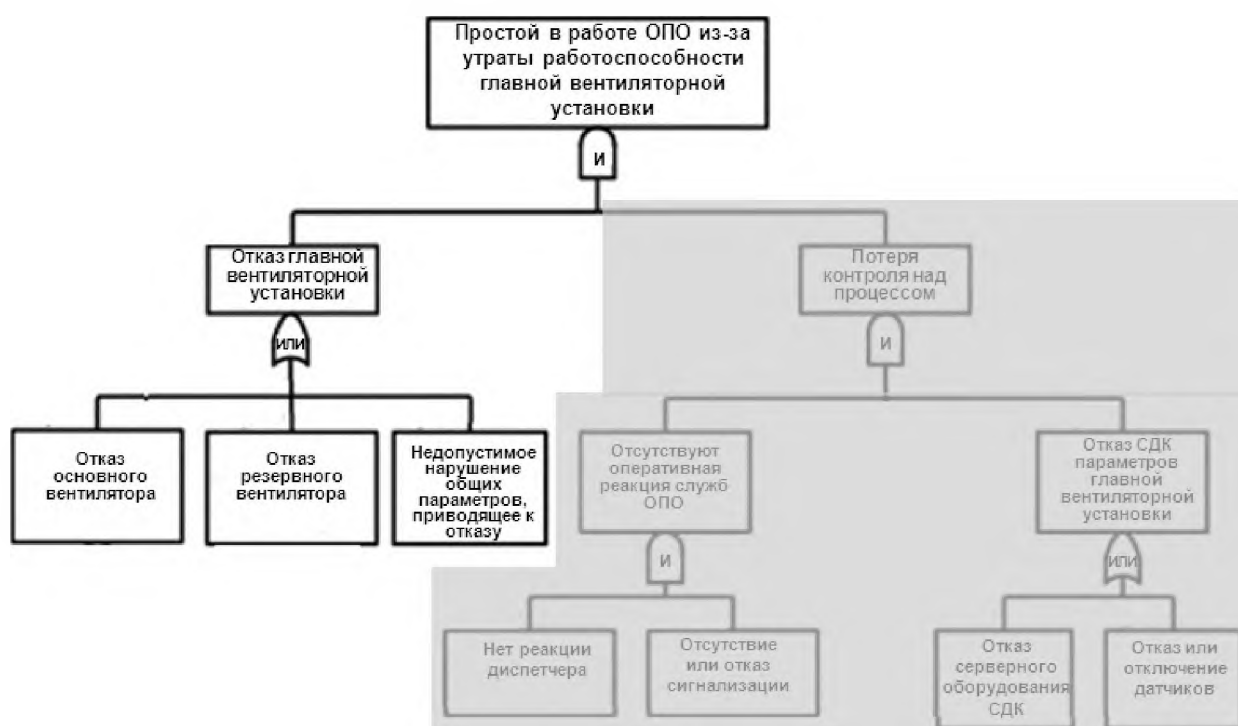 Простой в работе ОПО из-за
утраты работоспособности
главной вентиляторной
установки
И
Отказ главной
вентиляторной
установки
Потеря
контроля над
процессом
ИЛИ
И
Отказ
основного
вентилятора
Отказ
резервного
вентилятора
Недопустимое
нарушение
общих
параметров,
приводящее к
отказу
Отсутствуют
оперативная
реакция служб
ОПО
Отказ СДК
параметров
главной
вентиляторной
установки
И
ИЛИ
Нет реакции
диспетчера
Отсутствие
или отказ
сигнализации
Отказ
серверного
оборудования
СДК
Отказ или
отключение
датчиков